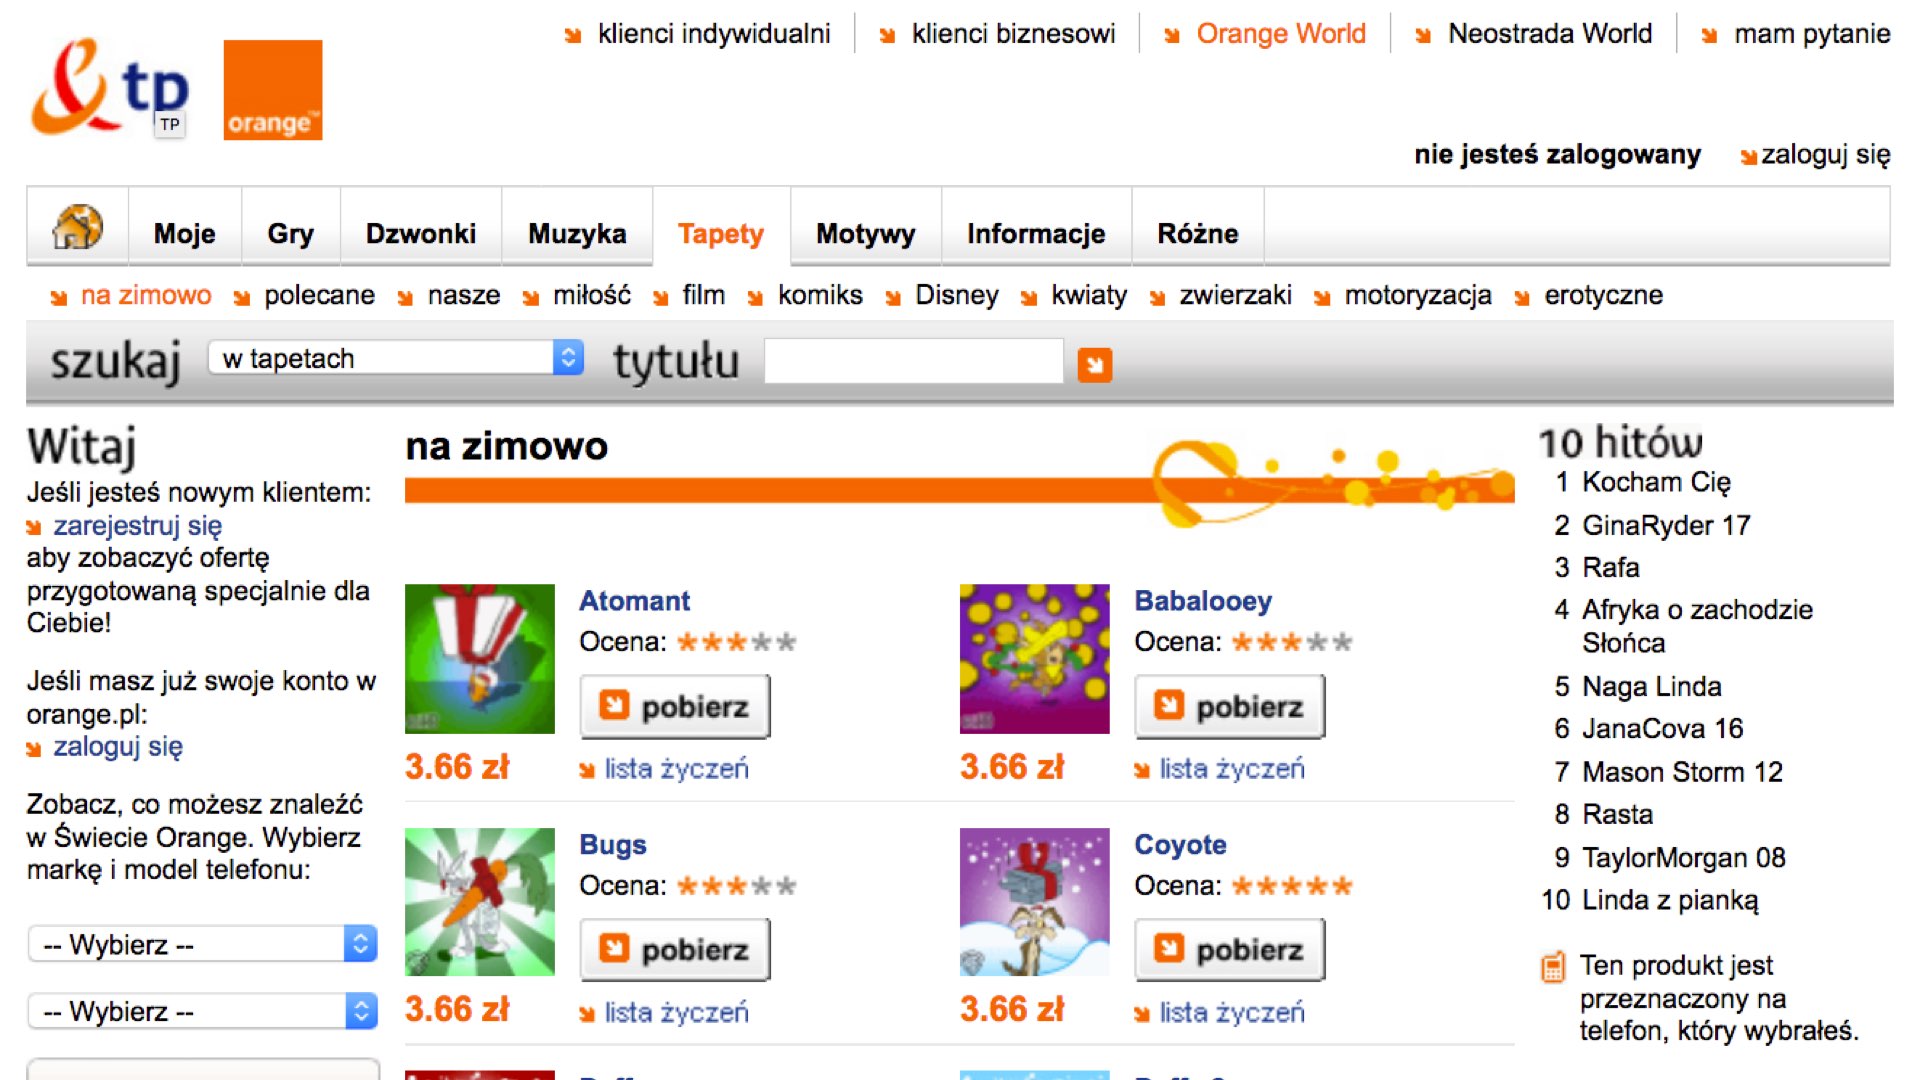 klienci indywidualni
klienci biznesowi
Orange World
Neostrada World
mam pytanie
tp
TP
orange™
nie jesteś zalogowany
zaloguj się
Moje
Gry
Dzwonki
Muzyka
Tapety
Motywy
Informacje
Różne
na zimowo
polecane
nasze
miłość
film
komiks
Disney
kwiaty
zwierzaki
motoryzacja
erotyczne
szukaj
w tapetach
tytułu
Witaj
Jeśli jesteś nowym klientem:
zarejestruj się
aby zobaczyć ofertę
przygotowaną specjalnie dla
Ciebie!
Jeśli masz już swoje konto w
orange.pl:
zaloguj się
Zobacz, co możesz znaleźć
w Świecie Orange. Wybierz
markę i model telefonu:
-- Wybierz --
-- Wybierz --
na zimowo
Atomant
Ocena:
pobierz
3.66 zł
lista życzeń
Babalooey
Ocena:
pobierz
3.66 zł
lista życzeń
Bugs
Ocena:
pobierz
3.66 zł
lista życzeń
Coyote
Ocena:
pobierz
3.66 zł
lista życzeń
10 hitów
1 Kocham Cię
2 GinaRyder 17
3 Rafa
4 Afryka o zachodzie
Słońca
5 Naga Linda
6 JanaCova 16
7 Mason Storm 12
8 Rasta
9 TaylorMorgan 08
10 Linda z pianką
Ten produkt jest
przeznaczony na
telefon, który wybrałeś.